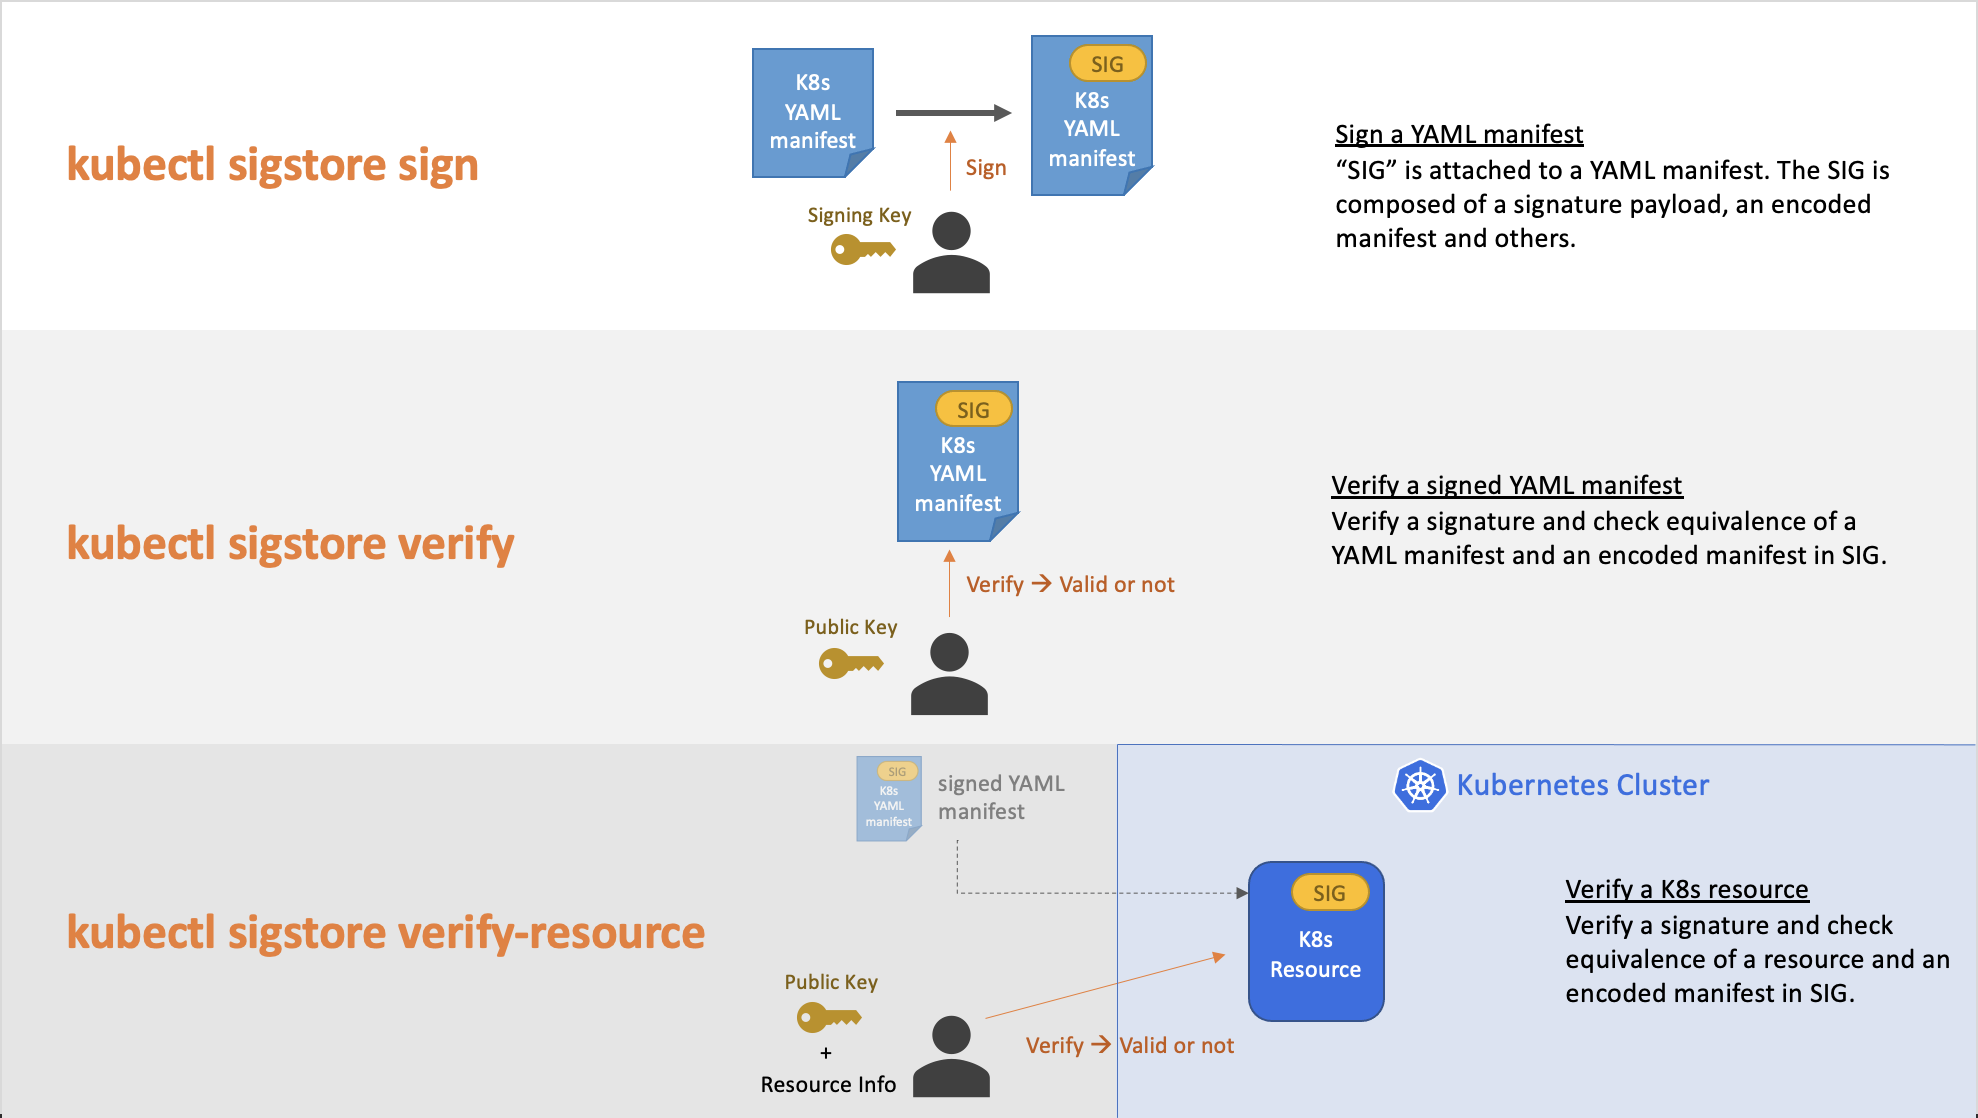 kubectl sigstore sign
K8s
YAML
manifest
SIG
K8s
YAML
manifest
Sign
Signing Key
Sign a YAML manifest
“SIG” is attached to a YAML manifest. The SIG is
composed of a signature payload, an encoded
manifest and others.
kubectl sigstore verify
SIG
K8s
YAML
manifest
Verify → Valid or not
Public Key
Verify a signed YAML manifest
Verify a signature and check equivalence of a
YAML manifest and an encoded manifest in SIG.
kubectl sigstore verify-resource
SIG
K8s
YAML
manifest
signed YAML
manifest
Kubernetes Cluster
SIG
K8s
Resource
Public Key
+
Resource Info
Verify → Valid or not
Verify a K8s resource
Verify a signature and check
equivalence of a resource and an
encoded manifest in SIG.